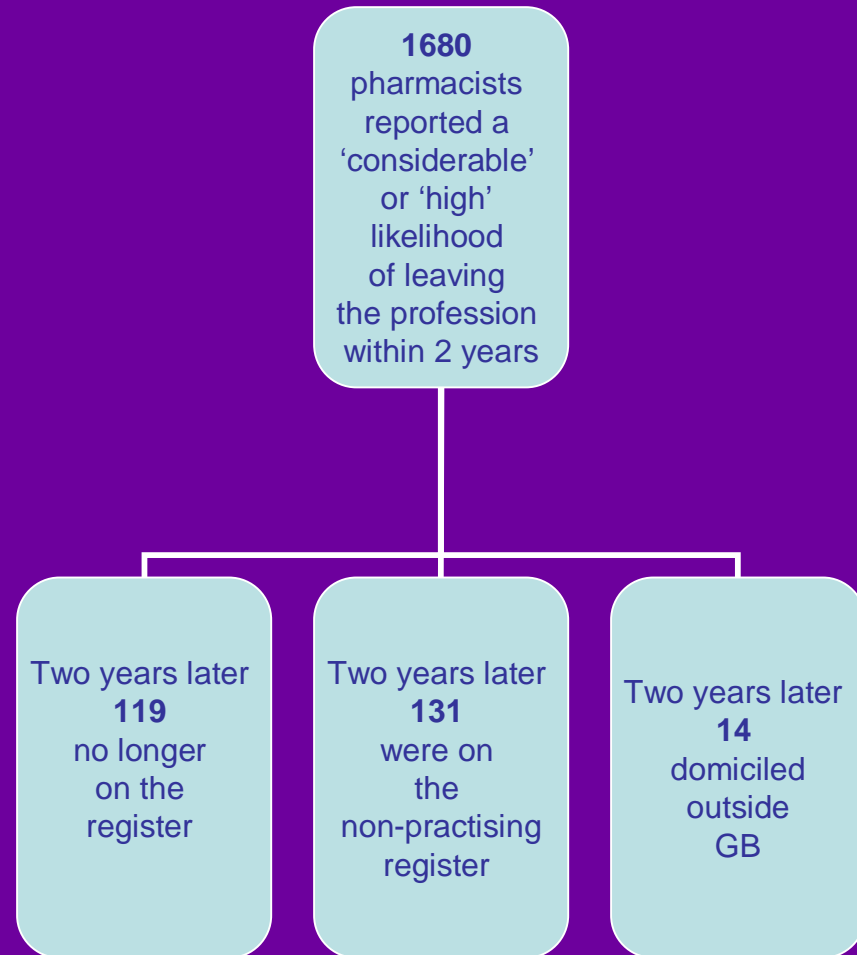 1680
pharmacists
reported a
‘considerable’
or ‘high’
likelihood
of leaving
the profession
within 2 years
Two years later
119
no longer
on the
register
Two years later
131
were on
the
non-practising
register
Two years later
14
domiciled
outside
GB